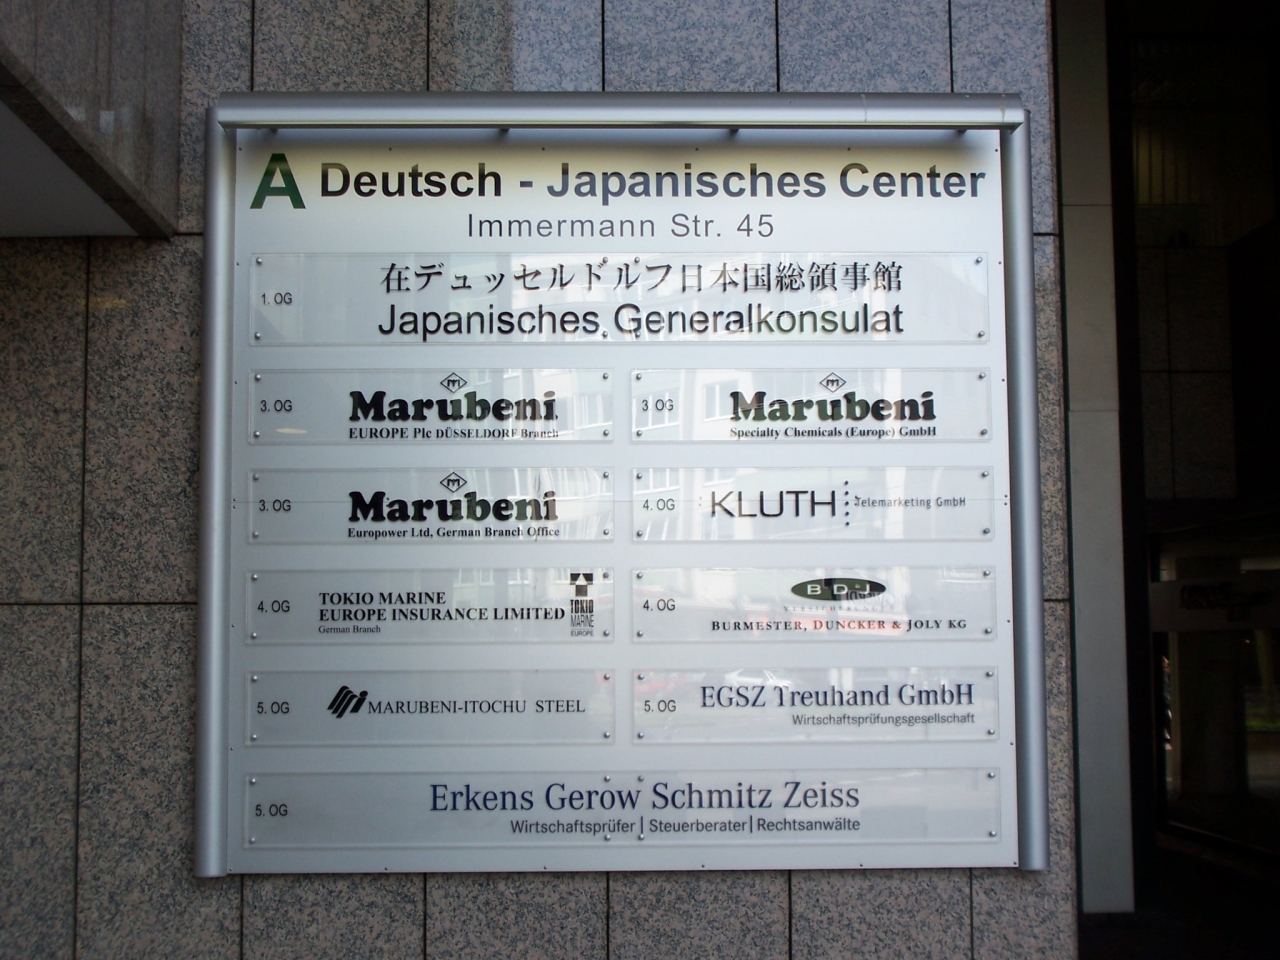 A Deutsch - Japanisches Center
Immermann Str. 45
1. OG
在デュッセルドルフ日本国総領事館
Japanisches Generalkonsulat
3. OG
Marubeni
EUROPE Plc DÜSSELDORF Branch
3 OG
Marubeni
Specialty Chemicals (Europe) GmbH
3. OG
Marubeni
Europower Ltd, German Branch Office
4. OG
KLUTH
Telemarketing GmbH
4. OG
TOKIO MARINE
EUROPE INSURANCE LIMITED
German Branch
TOKIO
MARINE
EUROPE
4. OG
BDJ
VERSICHERUNGS
BURMESTER, DUNCKER & JOLY KG
5. OG
MARUBENI-ITOCHU STEEL
5. OG
EGSZ Treuhand GmbH
Wirtschaftsprüfungsgesellschaft
5. OG
Erkens Gerow Schmitz Zeiss
Wirtschaftsprüfer | Steuerberater | Rechtsanwälte